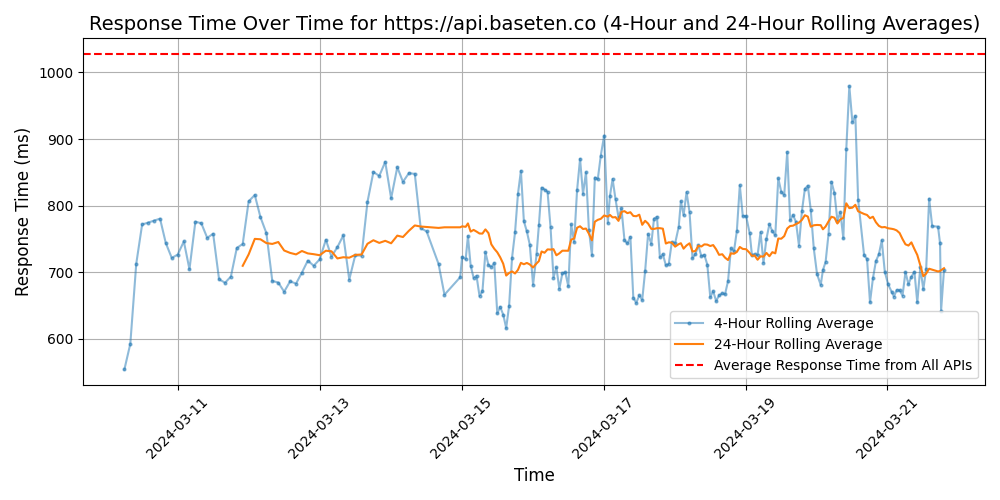 Response Time Over Time for https://api.baseten.co (4-Hour and 24-Hour Rolling Averages)
Response Time (ms)
1000
900
800
700
600
4-Hour Rolling Average
24-Hour Rolling Average
Average Response Time from All APIs
2024-03-11
2024-03-13
2024-03-15
2024-03-17
2024-03-19
2024-03-21
Time